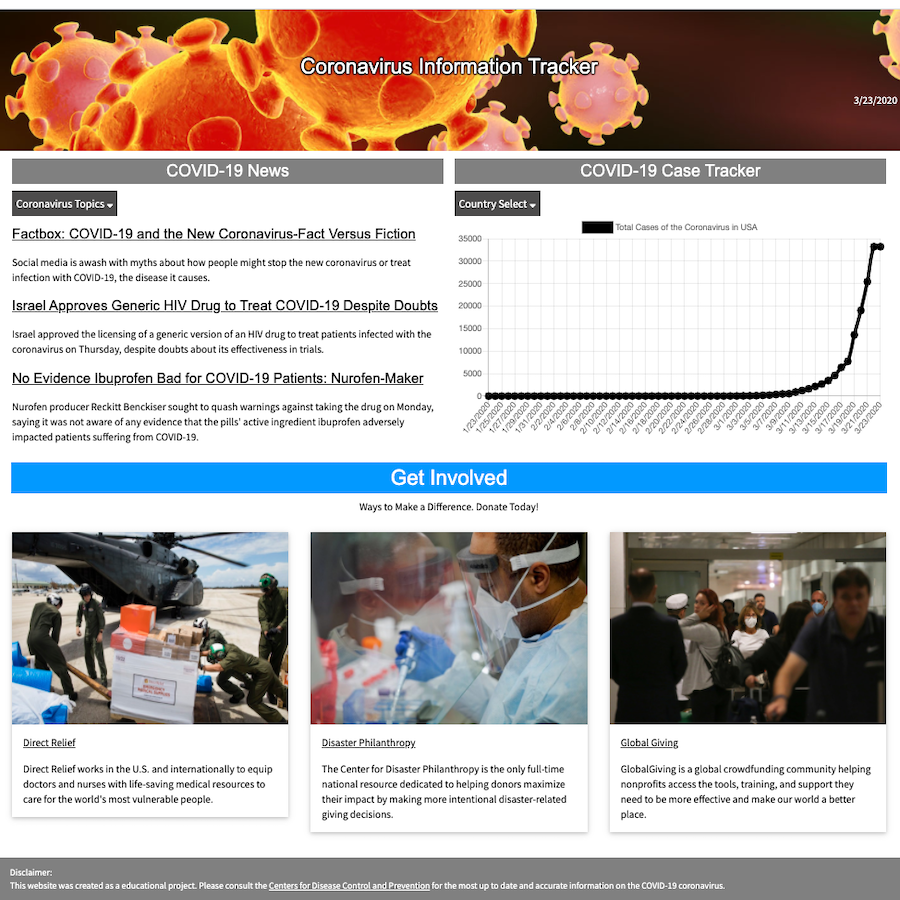 Coronavirus Information Tracker
3/23/2020
COVID-19 News
Coronavirus Topics
Factbox: COVID-19 and the New Coronavirus-Fact Versus Fiction
Social media is awash with myths about how people might stop the new coronavirus or treat
infection with COVID-19, the disease it causes.
Israel Approves Generic HIV Drug to Treat COVID-19 Despite Doubts
Israel approved the licensing of a generic version of an HIV drug to treat patients infected with the
coronavirus on Thursday, despite doubts about its effectiveness in trials.
No Evidence Ibuprofen Bad for COVID-19 Patients: Nurofen-Maker
Nurofen producer Reckitt Benckiser sought to quash warnings against taking the drug on Monday,
saying it was not aware of any evidence that the pills' active ingredient ibuprofen adversely
impacted patients suffering from COVID-19.
COVID-19 Case Tracker
Country Select
Total Cases of the Coronavirus in USA
35000
30000
25000
20000
15000
10000
5000
0
1/23/2020
1/25/2020
1/27/2020
1/29/2020
1/31/2020
2/2/2020
2/4/2020
2/6/2020
2/8/2020
2/10/2020
2/12/2020
2/14/2020
2/16/2020
2/18/2020
2/20/2020
2/22/2020
2/24/2020
2/26/2020
2/28/2020
3/1/2020
3/3/2020
3/5/2020
3/7/2020
3/9/2020
3/11/2020
3/13/2020
3/15/2020
3/17/2020
3/19/2020
3/21/2020
3/23/2020
Get Involved
Ways to Make a Difference. Donate Today!
EMERGENCY
MEDICAL SUPPLIES
Direct Relief
Direct Relief works in the U.S. and internationally to equip
doctors and nurses with life-saving medical resources to
care for the world's most vulnerable people.
Disaster Philanthropy
The Center for Disaster Philanthropy is the only full-time
national resource dedicated to helping donors maximize
their impact by making more intentional disaster-related
giving decisions.
Global Giving
GlobalGiving is a global crowdfunding community helping
nonprofits access the tools, training, and support they
need to be more effective and make our world a better
place.
Disclaimer:
This website was created as a educational project. Please consult the Centers for Disease Control and Prevention for the most up to date and accurate information on the COVID-19 coronavirus.